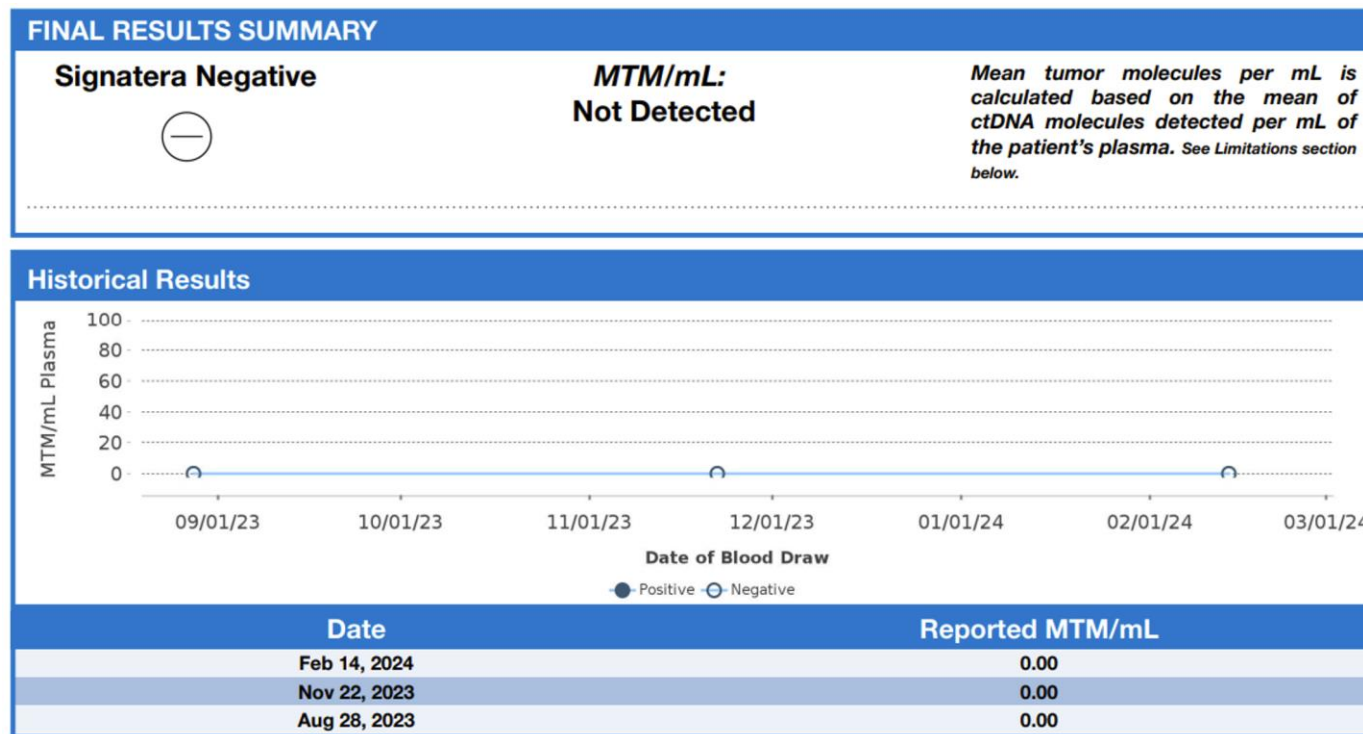 FINAL RESULTS SUMMARY
Signatera Negative
MTM/mL:
Not Detected
Mean tumor molecules per mL is
calculated based on the mean of
ctDNA molecules detected per mL of
the patient's plasma. See Limitations section
below.
Historical Results
MTM/mL Plasma
100
80
60
40
20
0
09/01/23 10/01/23 11/01/23 12/01/23 01/01/24 02/01/24 03/01/24
Date of Blood Draw
Positive Negative
Date Reported MTM/mL
Feb 14, 2024 0.00
Nov 22, 2023 0.00
Aug 28, 2023 0.00